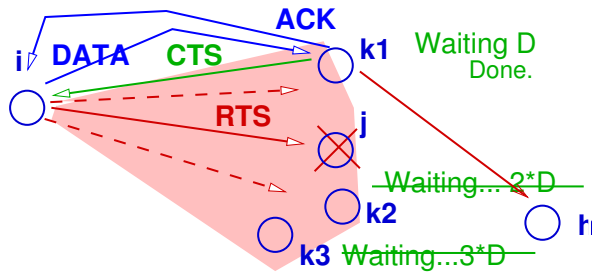 ACK
k1
Waiting D
Done.
i
DATA
CTS
RTS
j
Waiting... 2*D
k2
k3
Waiting...3*D